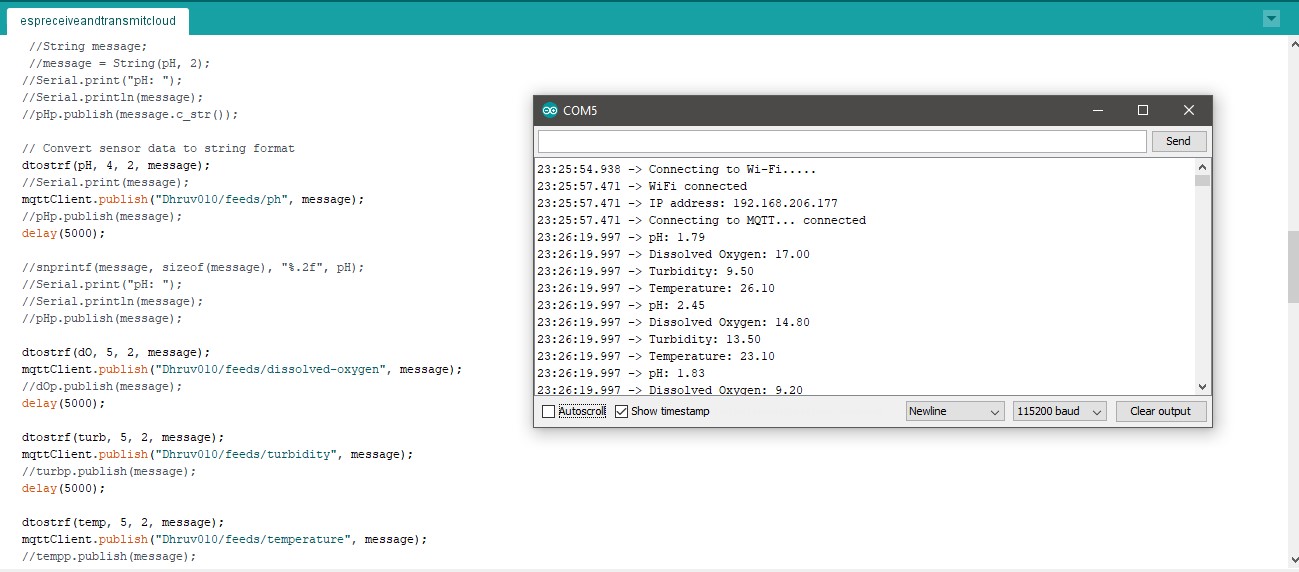 espreceiveandtransmitcloud
//String message;
//message = String(pH, 2);
//Serial.print("pH: ");
//Serial.println(message);
//pHp.publish(message.c_str());
// Convert sensor data to string format
dtostrf(pH, 4, 2, message);
//Serial.print(message);
mqttClient.publish("Dhruv010/feeds/ph", message);
//pHp.publish(message);
delay(5000);
//snprintf(message, sizeof(message), "%.2f", pH);
//Serial.print("pH: ");
//Serial.println(message);
//pHp.publish(message);
dtostrf(dO, 5, 2, message);
mqttClient.publish("Dhruv010/feeds/dissolved-oxygen", message);
//dOp.publish(message);
delay(5000);
dtostrf(turb, 5, 2, message);
mqttClient.publish("Dhruv010/feeds/turbidity", message);
//turbp.publish(message);
delay(5000);
dtostrf(temp, 5, 2, message);
mqttClient.publish("Dhruv010/feeds/temperature", message);
//tempp.publish(message);
COM5
Send
23:25:54.938 -> Connecting to Wi-Fi.....
23:25:57.471 -> WiFi connected
23:25:57.471 -> IP address: 192.168.206.177
23:25:57.471 -> Connecting to MQTT... connected
23:26:19.997 -> pH: 1.79
23:26:19.997 -> Dissolved Oxygen: 17.00
23:26:19.997 -> Turbidity: 9.50
23:26:19.997 -> Temperature: 26.10
23:26:19.997 -> pH: 2.45
23:26:19.997 -> Dissolved Oxygen: 14.80
23:26:19.997 -> Turbidity: 13.50
23:26:19.997 -> Temperature: 23.10
23:26:19.997 -> pH: 1.83
23:26:19.997 -> Dissolved Oxygen: 9.20
Autoscroll Show timestamp Newline 115200 baud Clear output